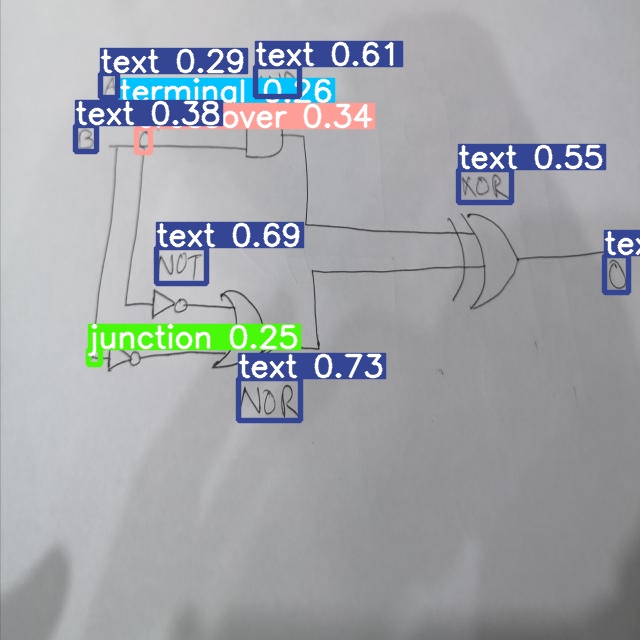 text 0.29
text 0.61
terminal 0.26
text 0.38
over 0.34
B
text 0.55
XOR
text 0.69
NOT
tex
O
junction 0.25
text 0.73
NOR